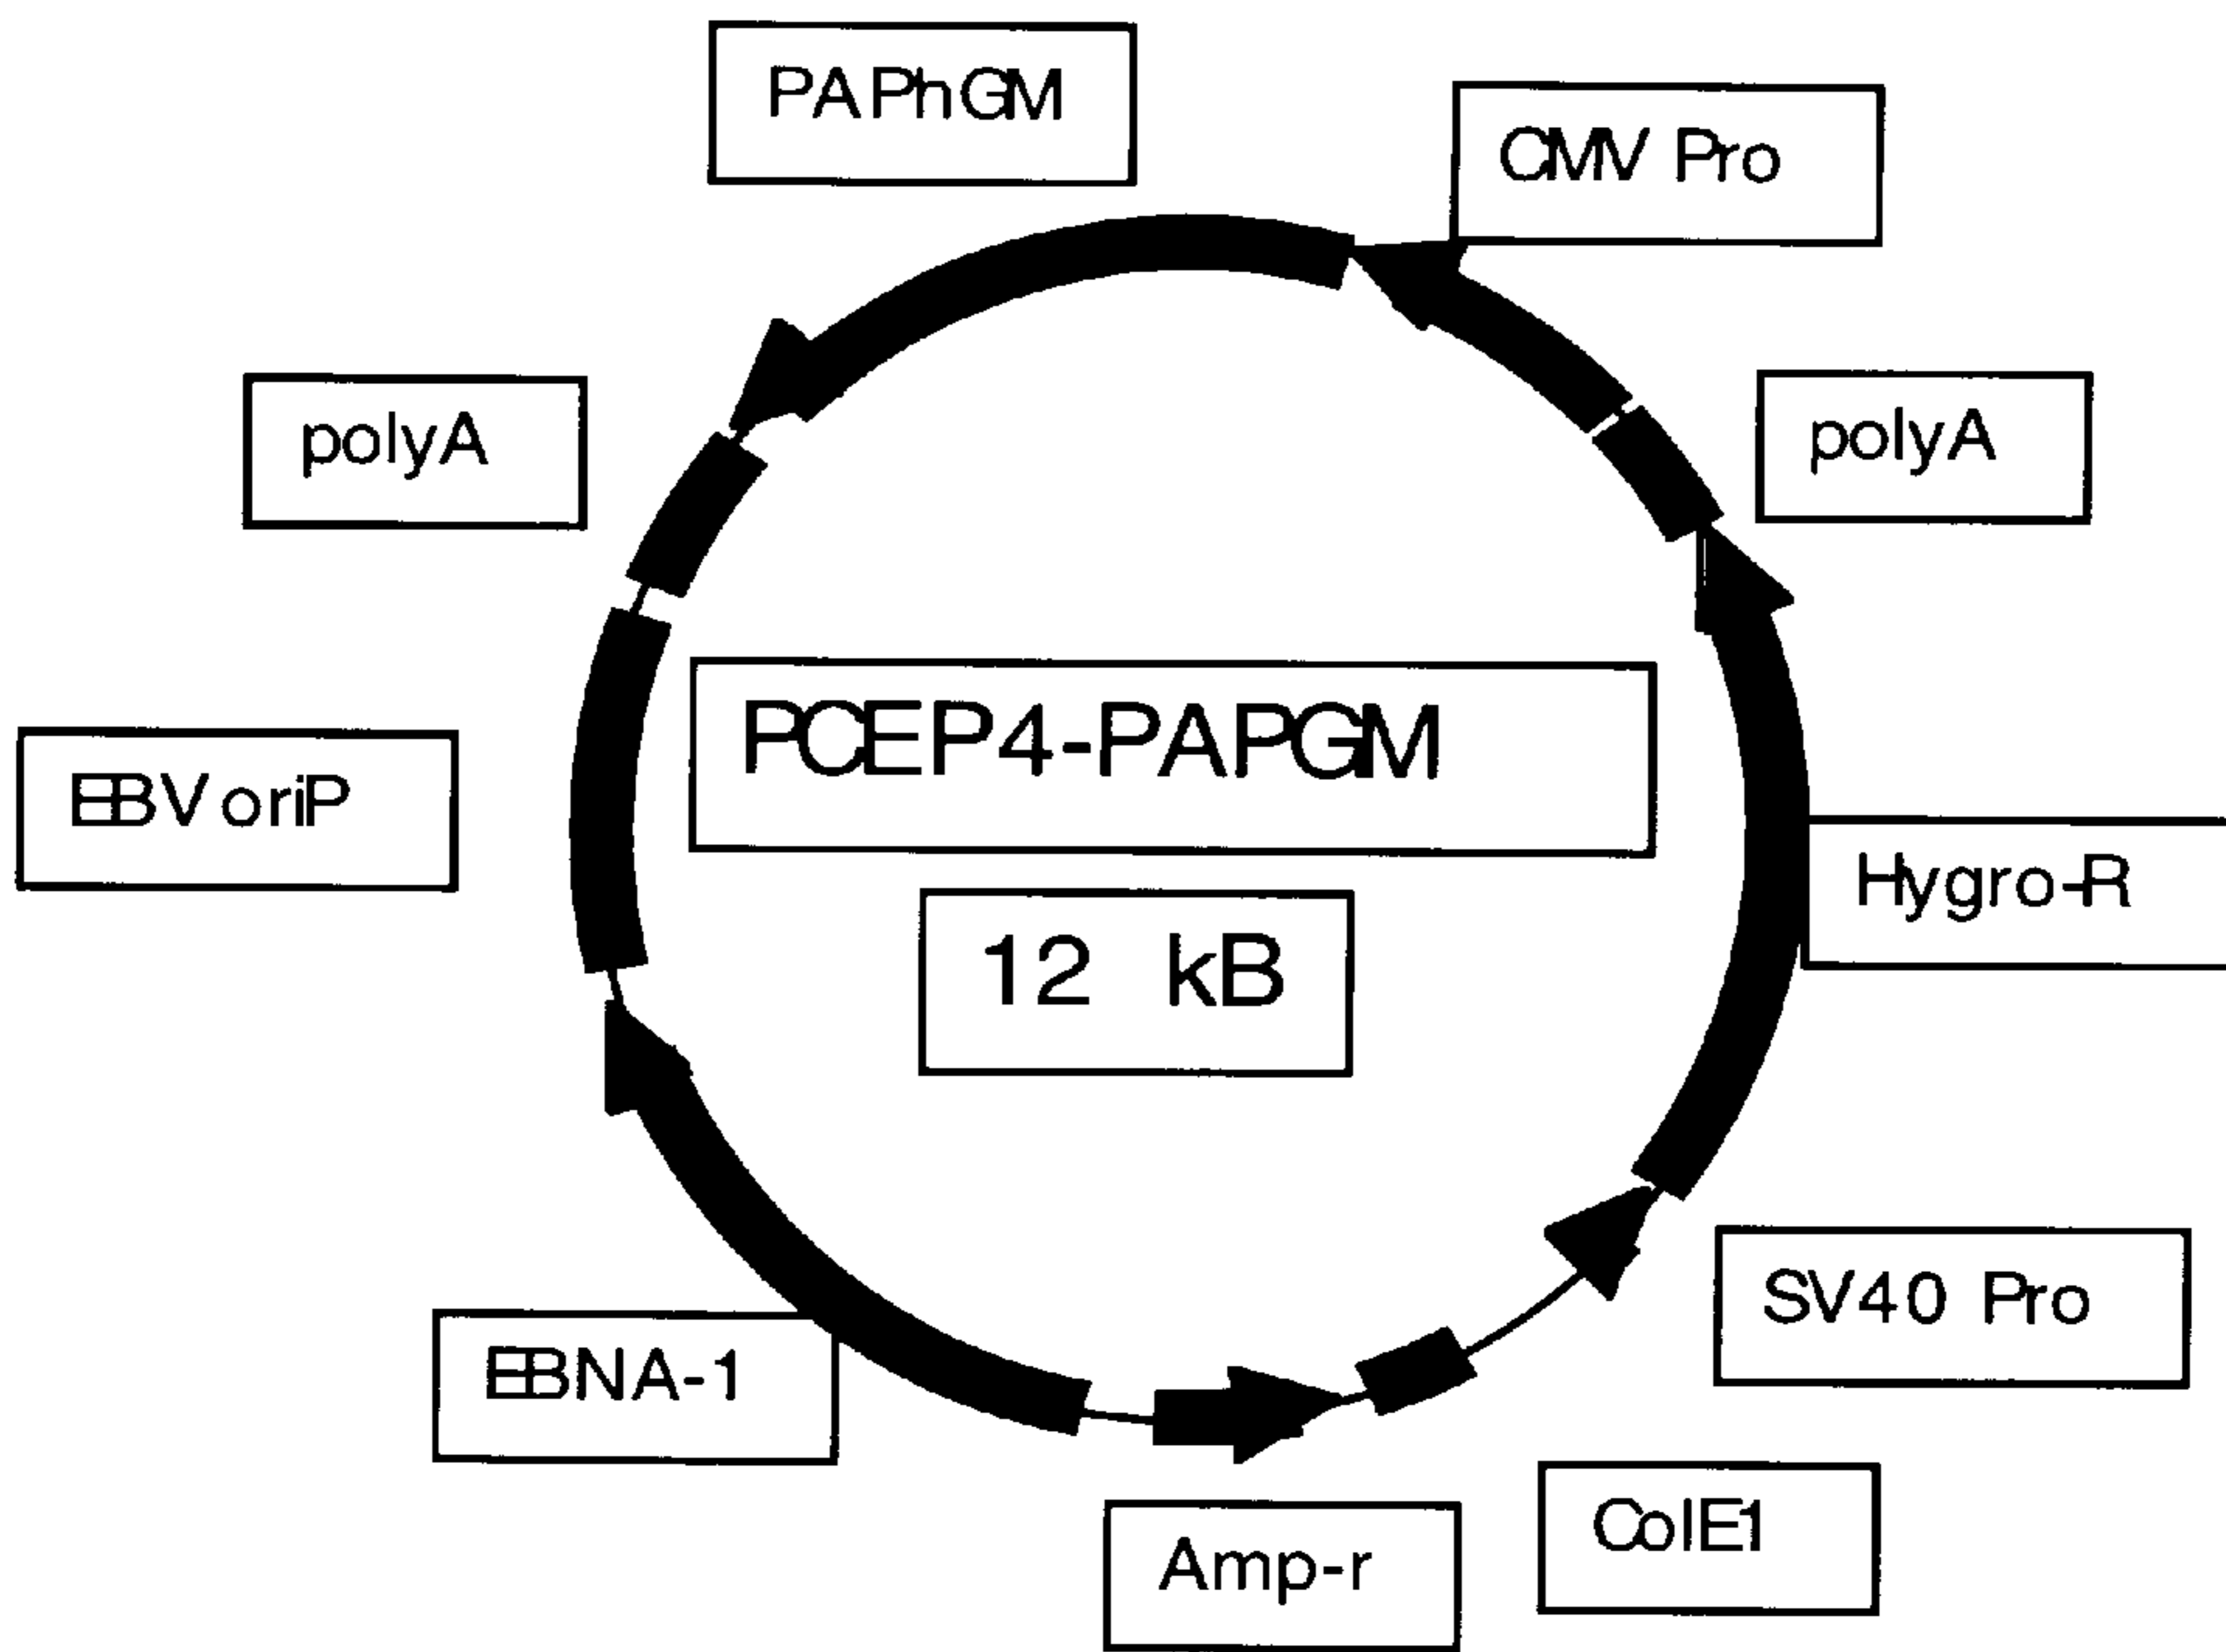 PAPhGM
CMV Pro
polyA
polyA
PCEP4-PAPGM
EBV oriP
Hygro-R
12 kB
SV40 Pro
EBNA-1
ColE1
Amp-r